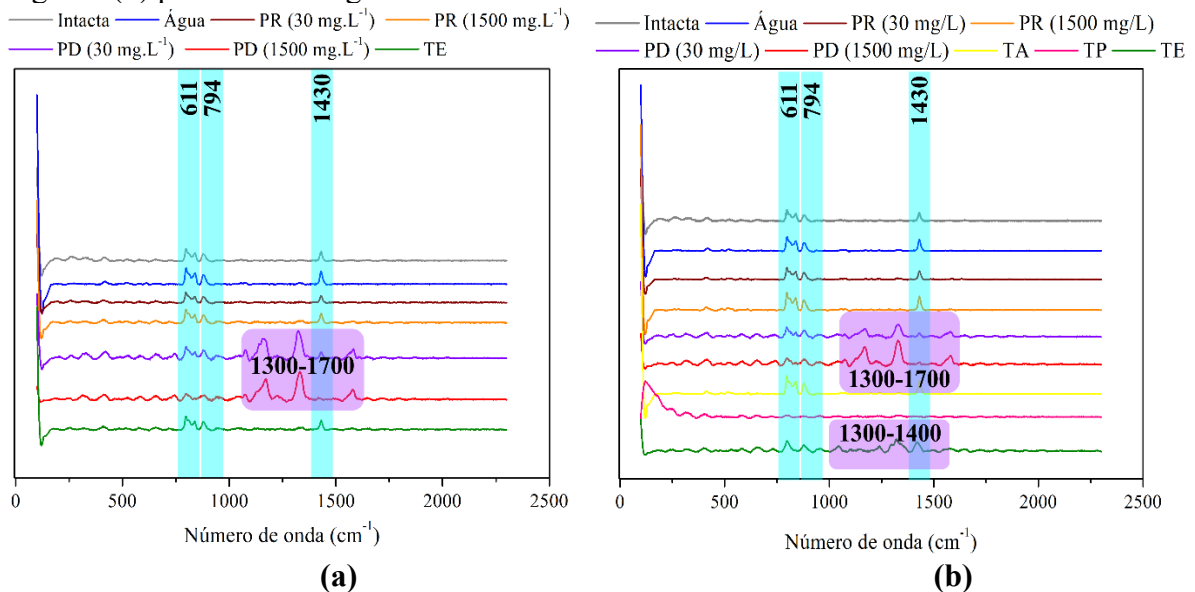 Intacta Água PR (30 mg.L⁻¹) PR (1500 mg.L⁻¹)
PD (30 mg.L⁻¹) PD (1500 mg.L⁻¹) TE
611
794
1430
1300-1700
0 500 1000 1500 2000 2500
Número de onda (cm⁻¹)
(a)
Intacta Água PR (30 mg/L) PR (1500 mg/L)
PD (30 mg/L) PD (1500 mg/L) TA TP TE
611
794
1430
1300-1700
1300-1400
0 500 1000 1500 2000 2500
Número de onda (cm⁻¹)
(b)